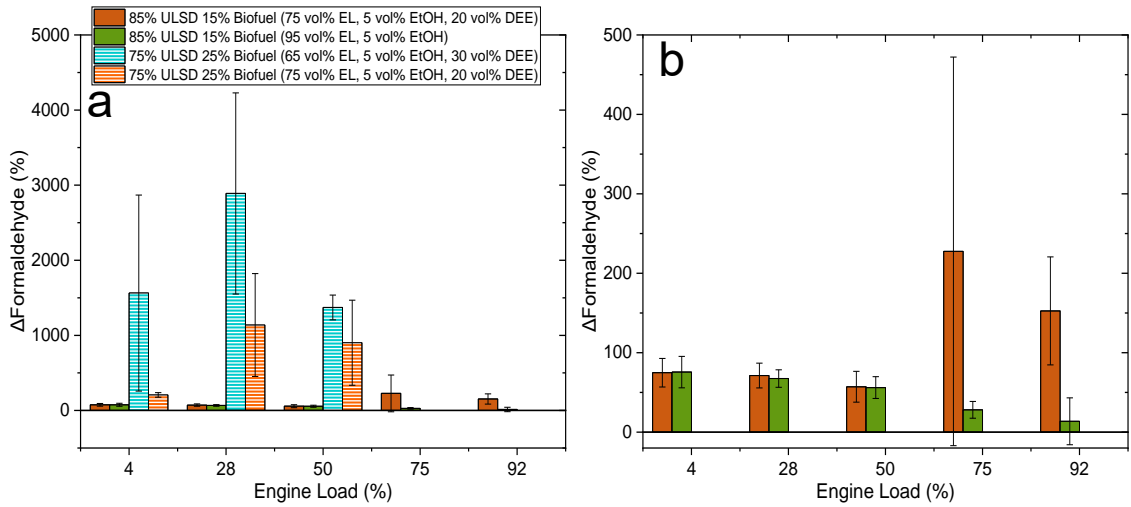 85% ULSD 15% Biofuel (75 vol% EL, 5 vol% EtOH, 20 vol% DEE)
85% ULSD 15% Biofuel (95 vol% EL, 5 vol% EtOH)
75% ULSD 25% Biofuel (65 vol% EL, 5 vol% EtOH, 30 vol% DEE)
75% ULSD 25% Biofuel (75 vol% EL, 5 vol% EtOH, 20 vol% DEE)
a
ΔFormaldehyde (%)
5000
4000
3000
2000
1000
0
4 28 50 75 92
Engine Load (%)
b
ΔFormaldehyde (%)
500
400
300
200
100
0
4 28 50 75 92
Engine Load (%)